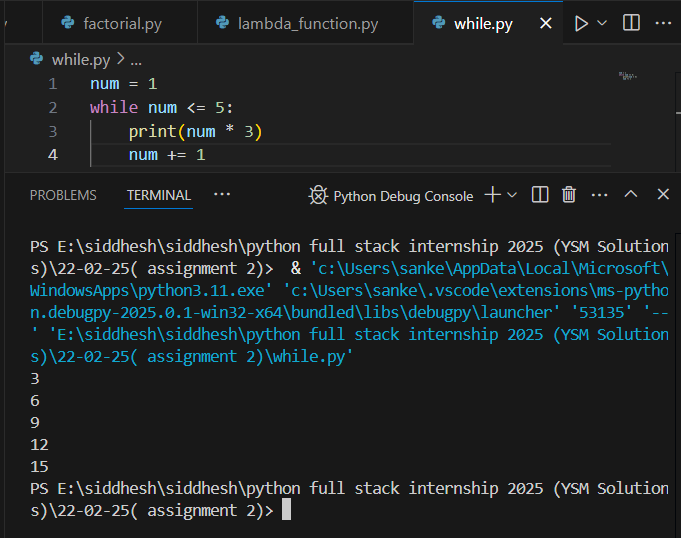 factorial.py lambda_function.py while.py
while.py > ...
1 num = 1
2 while num <= 5:
3 print(num * 3)
4 num += 1
PROBLEMS TERMINAL ... Python Debug Console
PS E:\siddhesh\siddhesh\python full stack internship 2025 (YSM Solution
s)\22-02-25( assignment 2)>  & 'c:\Users\sanke\AppData\Local\Microsoft\
WindowsApps\python3.11.exe' 'c:\Users\sanke\.vscode\extensions\ms-pytho
n.debugpy-2025.0.1-win32-x64\bundled\libs\debugpy\launcher' '53135' '--
' 'E:\siddhesh\siddhesh\python full stack internship 2025 (YSM Solution
s)\22-02-25( assignment 2)\while.py'
3
6
9
12
15
PS E:\siddhesh\siddhesh\python full stack internship 2025 (YSM Solution
s)\22-02-25( assignment 2)>